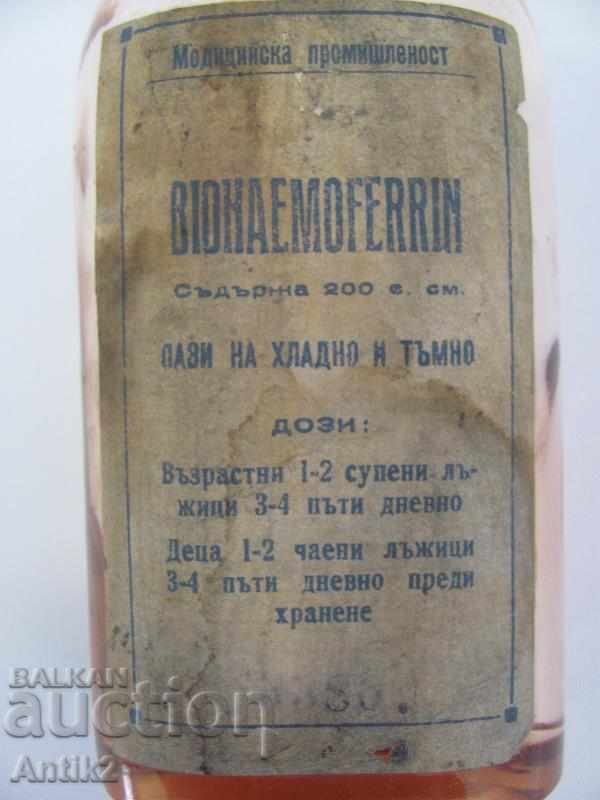 Медицинска промишленост
BIOHAEMOFERRIN
Съдържа 200 с. см.
ПАЗИ НА ХЛАДНО И ТЪМНО
ДОЗИ:
Възрастни 1-2 супени лъ-
жици 3-4 пъти дневно
Деца 1-2 чаени лъжици
3-4 пъти дневно преди
хранене
BALKAN
auction
Antik2